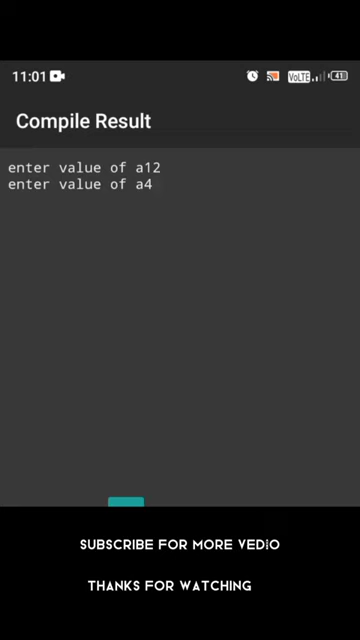 11:01
VoLTE 41
Compile Result
enter value of a12
enter value of a4
SUBSCRIBE FOR MORE VEDiO
THANKS FOR WATCHING